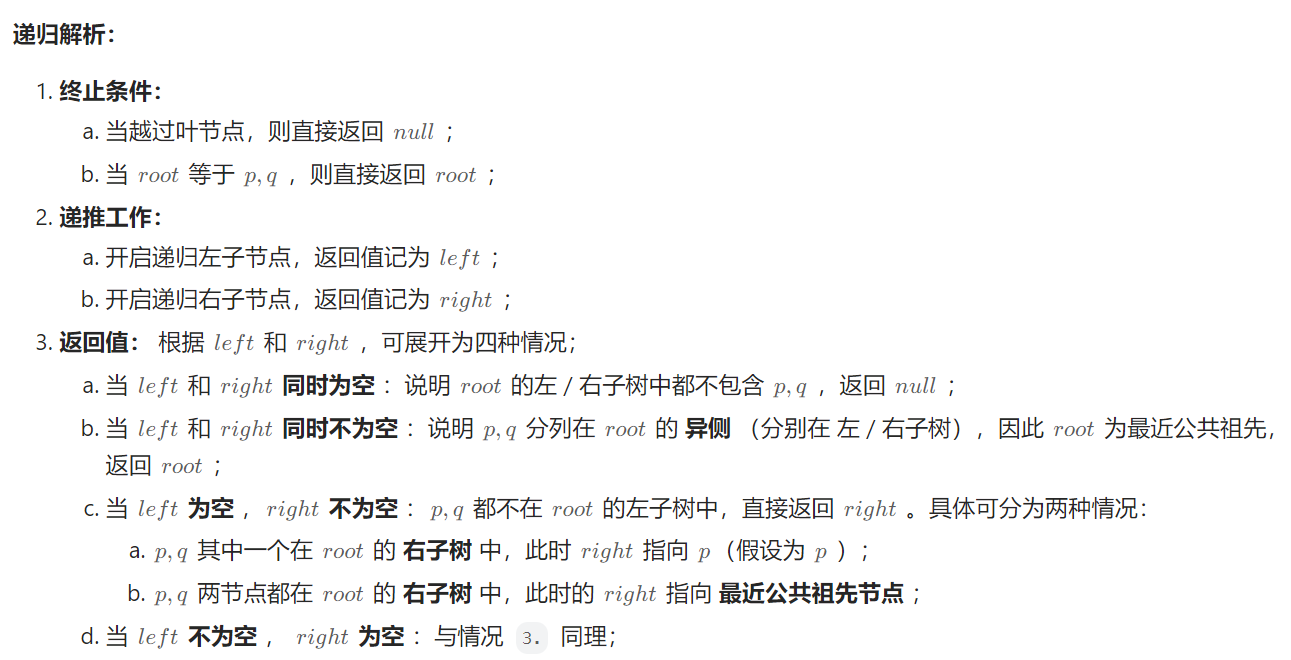 递归解析：
1. 终止条件：
a. 当越过叶节点，则直接返回 null ；
b. 当 root 等于 p, q ，则直接返回 root ；
2. 递推工作：
a. 开启递归左子节点，返回值记为 left ；
b. 开启递归右子节点，返回值记为 right ；
3. 返回值： 根据 left 和 right ，可展开为四种情况；
a. 当 left 和 right 同时为空 ：说明 root 的左 / 右子树中都不包含 p, q ，返回 null ；
b. 当 left 和 right 同时不为空 ：说明 p, q 分列在 root 的 异侧 （分别在 左 / 右子树），因此 root 为最近公共祖先，
返回 root ；
c. 当 left 为空 ，right 不为空 ：p, q 都不在 root 的左子树中，直接返回 right 。具体可分为两种情况：
a. p, q 其中一个在 root 的 右子树 中，此时 right 指向 p（假设为 p ）；
b. p, q 两节点都在 root 的 右子树 中，此时的 right 指向 最近公共祖先节点 ；
d. 当 left 不为空 ， right 为空 ：与情况 3. 同理；